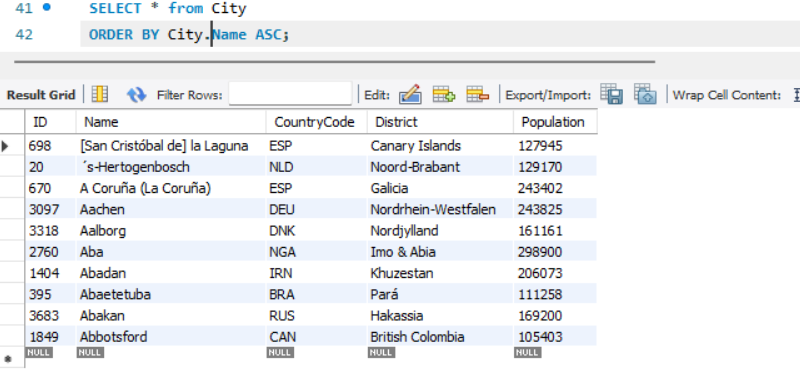 41 SELECT * from City
42 ORDER BY City.Name ASC;
Result Grid Filter Rows: Edit: Export/Import: Wrap Cell Content:
ID Name CountryCode District Population
698 [San Cristóbal de] la Laguna ESP Canary Islands 127945
20 ´s-Hertogenbosch NLD Noord-Brabant 129170
670 A Coruña (La Coruña) ESP Galicia 243402
3097 Aachen DEU Nordrhein-Westfalen 243825
3318 Aalborg DNK Nordjylland 161161
2760 Aba NGA Imo & Abia 298900
1404 Abadan IRN Khuzestan 206073
395 Abaetetuba BRA Pará 111258
3683 Abakan RUS Hakassia 169200
1849 Abbotsford CAN British Colombia 105403
NULL NULL NULL NULL NULL